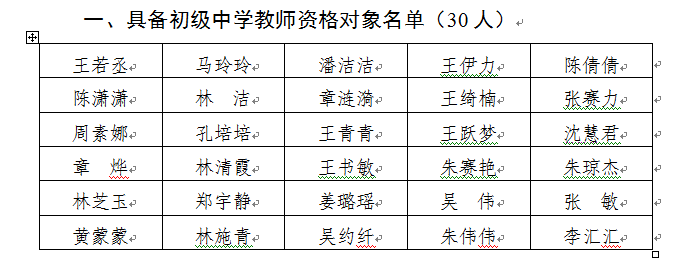 一、具备初级中学教师资格对象名单（30人）
王若丞 马玲玲 潘洁洁 王伊力 陈倩倩
陈潇潇 林　洁 章涟漪 王绮楠 张赛力
周素娜 孔培培 王青青 王跃梦 沈慧君
章　烨 林清霞 王书敏 朱赛艳 朱琼杰
林芝玉 郑宇静 姜璐瑶 吴　伟 张　敏
黄蒙蒙 林施青 吴约纤 朱伟伟 李汇汇